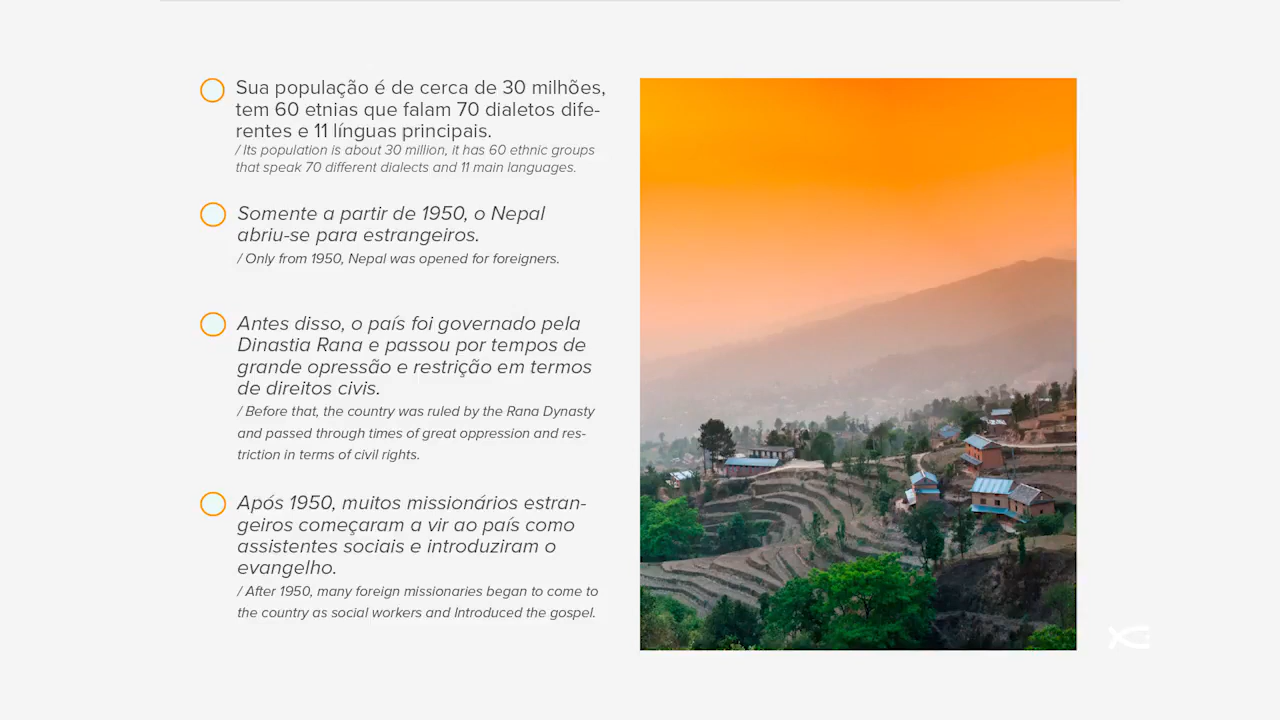 Sua população é de cerca de 30 milhões,
tem 60 etnias que falam 70 dialetos dife-
rentes e 11 línguas principais.
/ Its population is about 30 million, it has 60 ethnic groups
that speak 70 different dialects and 11 main languages.
Somente a partir de 1950, o Nepal
abriu-se para estrangeiros.
/ Only from 1950, Nepal was opened for foreigners.
Antes disso, o país foi governado pela
Dinastia Rana e passou por tempos de
grande opressão e restrição em termos
de direitos civis.
/ Before that, the country was ruled by the Rana Dynasty
and passed through times of great oppression and res-
triction in terms of civil rights.
Após 1950, muitos missionários estran-
geiros começaram a vir ao país como
assistentes sociais e introduziram o
evangelho.
/ After 1950, many foreign missionaries began to come to
the country as social workers and Introduced the gospel.